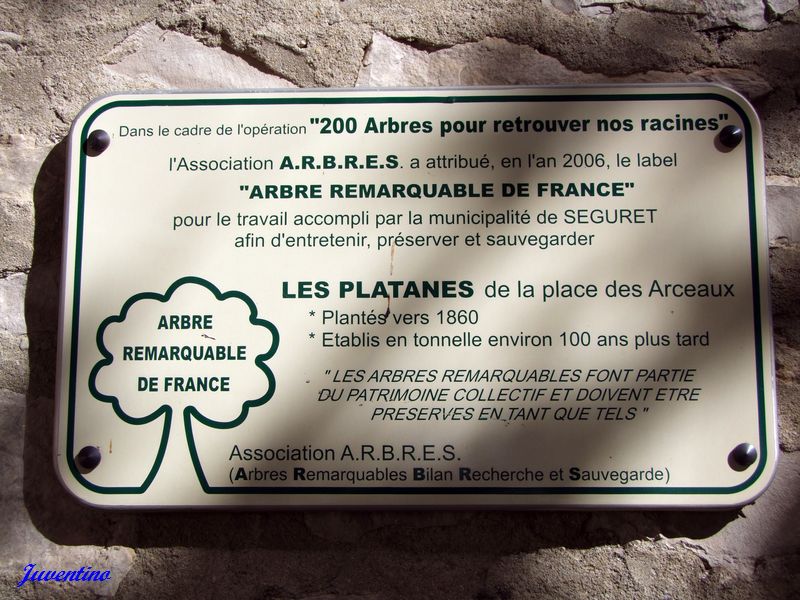 Dans le cadre de l'opération "200 Arbres pour retrouver nos racines"
l'Association A.R.B.R.E.S. a attribué, en l'an 2006, le label
"ARBRE REMARQUABLE DE FRANCE"
pour le travail accompli par la municipalité de SEGURET
afin d'entretenir, préserver et sauvegarder
LES PLATANES de la place des Arceaux
* Plantés vers 1860
* Etablis en tonnelle environ 100 ans plus tard
ARBRE
REMARQUABLE
DE FRANCE
" LES ARBRES REMARQUABLES FONT PARTIE
DU PATRIMOINE COLLECTIF ET DOIVENT ETRE
PRESERVES EN TANT QUE TELS "
Association A.R.B.R.E.S.
(Arbres Remarquables Bilan Recherche et Sauvegarde)
Juventino